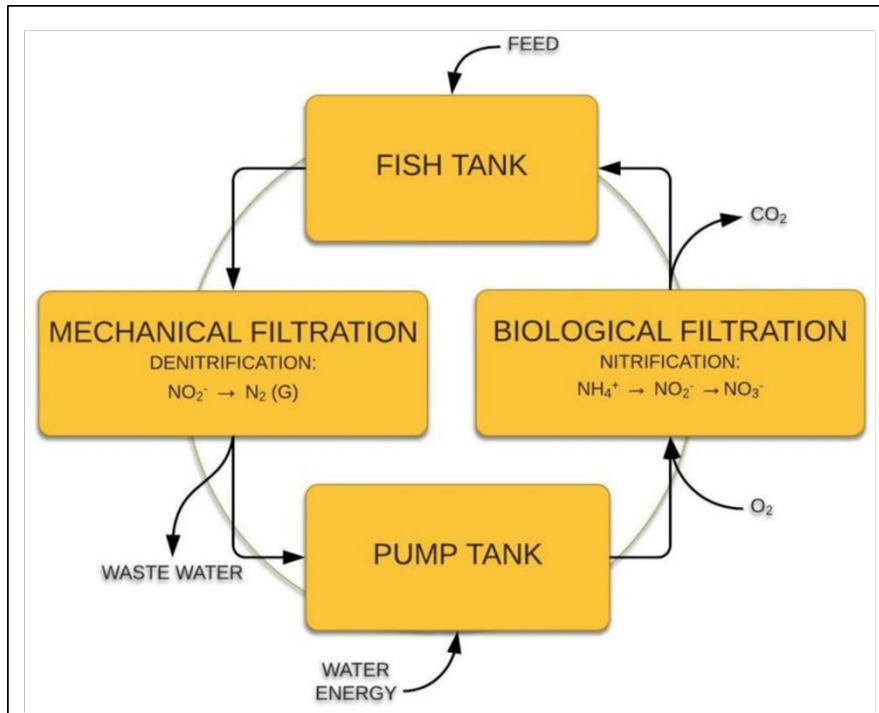 FEED
FISH TANK
CO₂
MECHANICAL FILTRATION
DENITRIFICATION:
NO₂⁻ → N₂ (G)
BIOLOGICAL FILTRATION
NITRIFICATION:
NH₄⁺ → NO₂⁻ → NO₃⁻
O₂
PUMP TANK
WASTE WATER
WATER
ENERGY